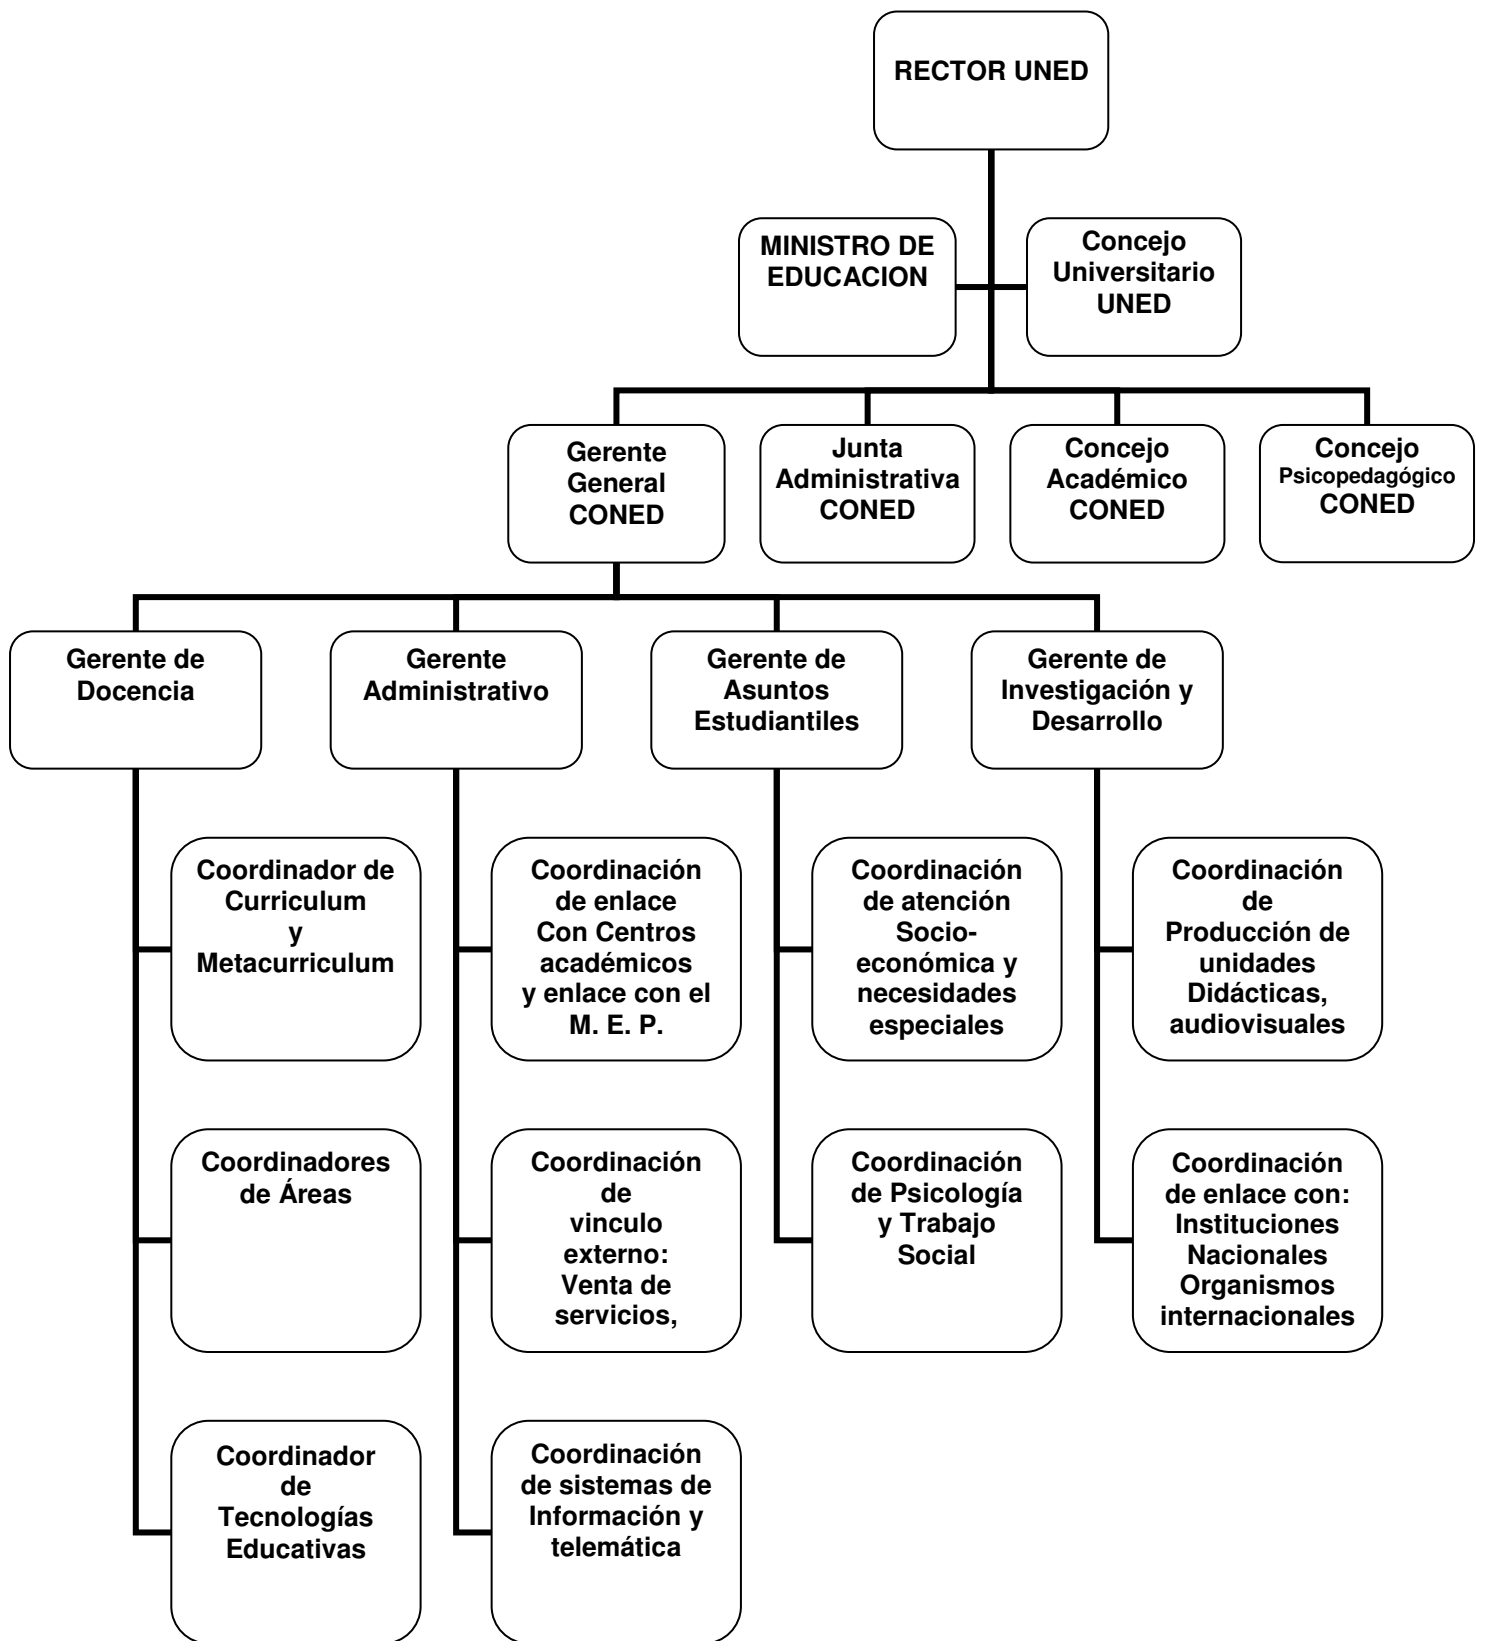 RECTOR UNED
MINISTRO DE
EDUCACION
Concejo
Universitario
UNED
Gerente
General
CONED
Junta
Administrativa
CONED
Concejo
Académico
CONED
Concejo
Psicopedagógico
CONED
Gerente de
Docencia
Gerente
Administrativo
Gerente de
Asuntos
Estudiantiles
Gerente de
Investigación y
Desarrollo
Coordinador de
Curriculum
y
Metacurriculum
Coordinación
de enlace
Con Centros
académicos
y enlace con el
M. E. P.
Coordinación
de atención
Socio-
económica y
necesidades
especiales
Coordinación
de
Producción de
unidades
Didácticas,
audiovisuales
Coordinadores
de Áreas
Coordinación
de
vinculo
externo:
Venta de
servicios,
Coordinación
de Psicología
y Trabajo
Social
Coordinación
de enlace con:
Instituciones
Nacionales
Organismos
internacionales
Coordinador
de
Tecnologías
Educativas
Coordinación
de sistemas de
Información y
telemática